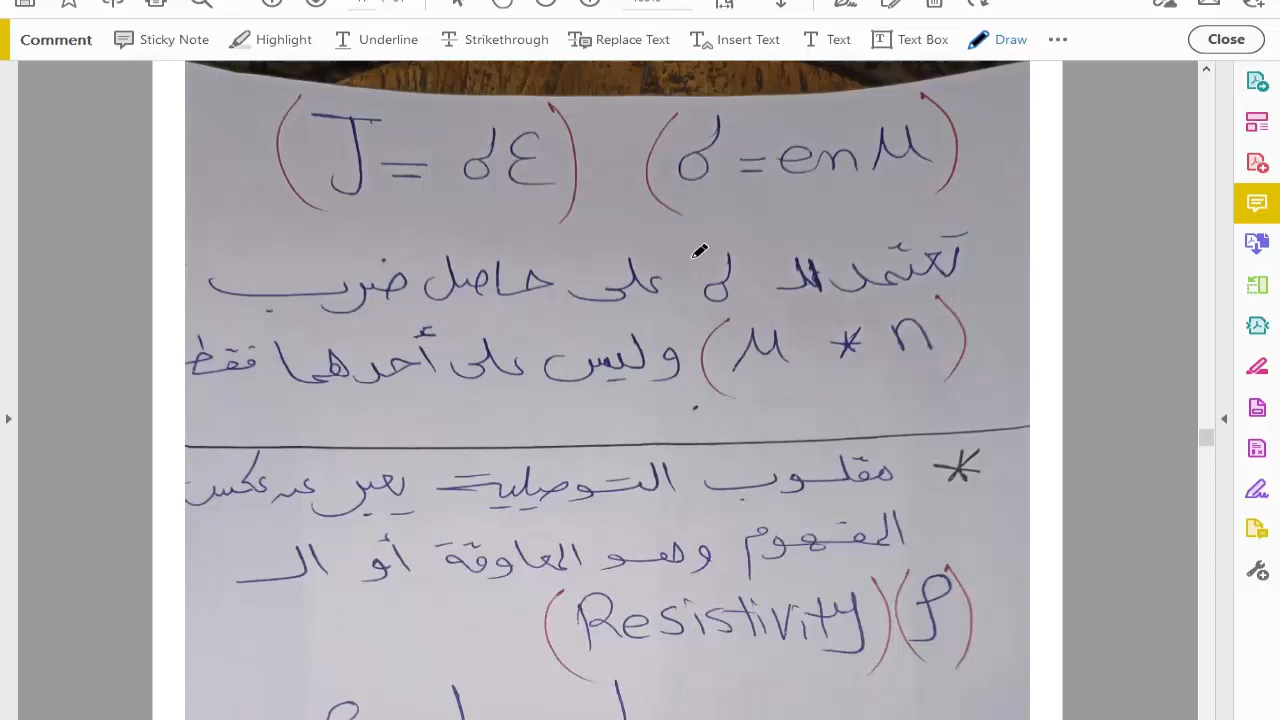 Comment Sticky Note Highlight Underline Strikethrough Replace Text Insert Text Text Text Box Draw Close
(J = σE) (σ = enμ)
تعتمد الـ σ على حاصل ضرب
(μ * n) وليس على أحدهما فقط.
* مقلوب التوصيلية يعبر عن عكس
المفهوم وهو المعاوقة أو الـ
(Resistivity)(ρ)